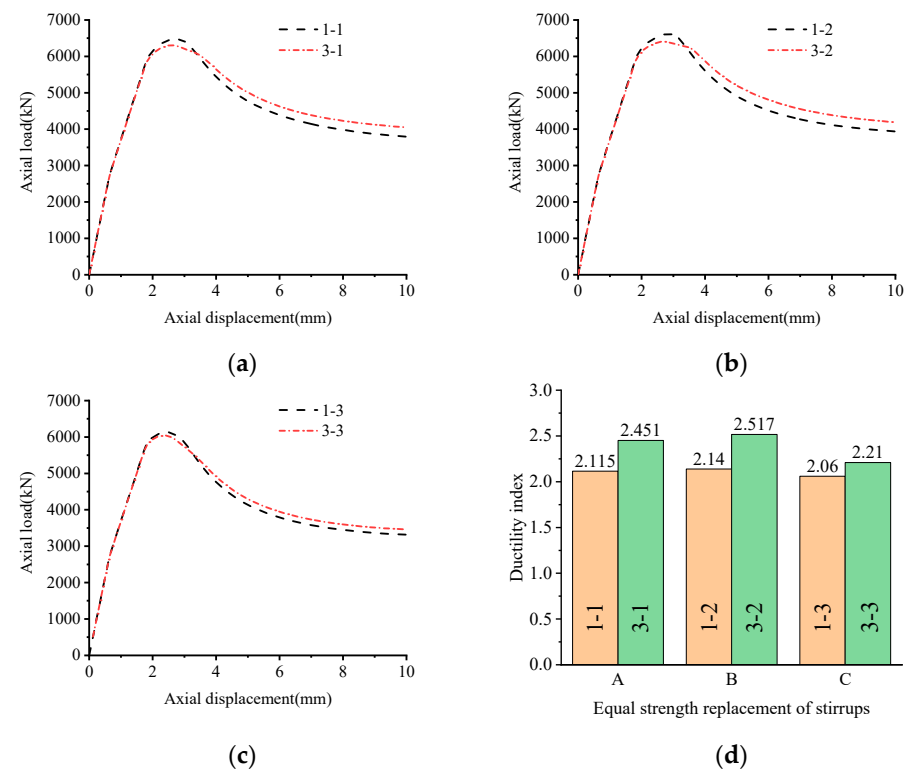 7000
6000
5000
4000
3000
2000
1000
0
Axial load(kN)
1-1
3-1
0 2 4 6 8 10
Axial displacement(mm)
(a)
7000
6000
5000
4000
3000
2000
1000
0
Axial load(kN)
1-2
3-2
0 2 4 6 8 10
Axial displacement(mm)
(b)
7000
6000
5000
4000
3000
2000
1000
0
Axial load(kN)
1-3
3-3
0 2 4 6 8 10
Axial displacement(mm)
(c)
3.0
2.5
2.0
1.5
1.0
0.5
0.0
Ductility index
2.115 2.451 2.14 2.517 2.06 2.21
1-1 3-1 1-2 3-2 1-3 3-3
A B C
Equal strength replacement of stirrups
(d)